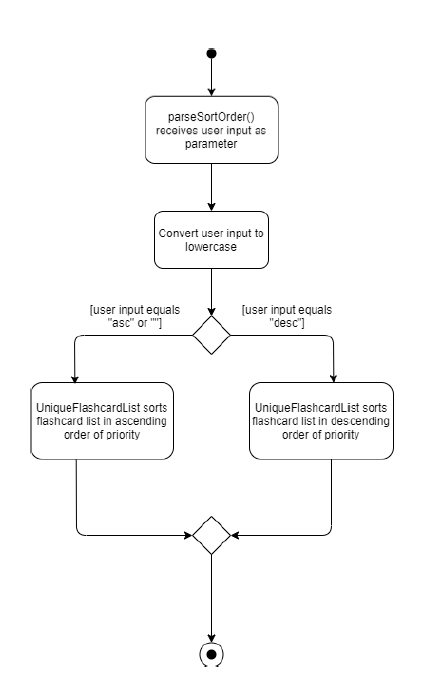 parseSortOrder()
receives user input as
parameter
Convert user input to
lowercase
[user input equals
"asc" or ""]
[user input equals
"desc"]
UniqueFlashcardList sorts
flashcard list in ascending
order of priority
UniqueFlashcardList sorts
flashcard list in descending
order of priority